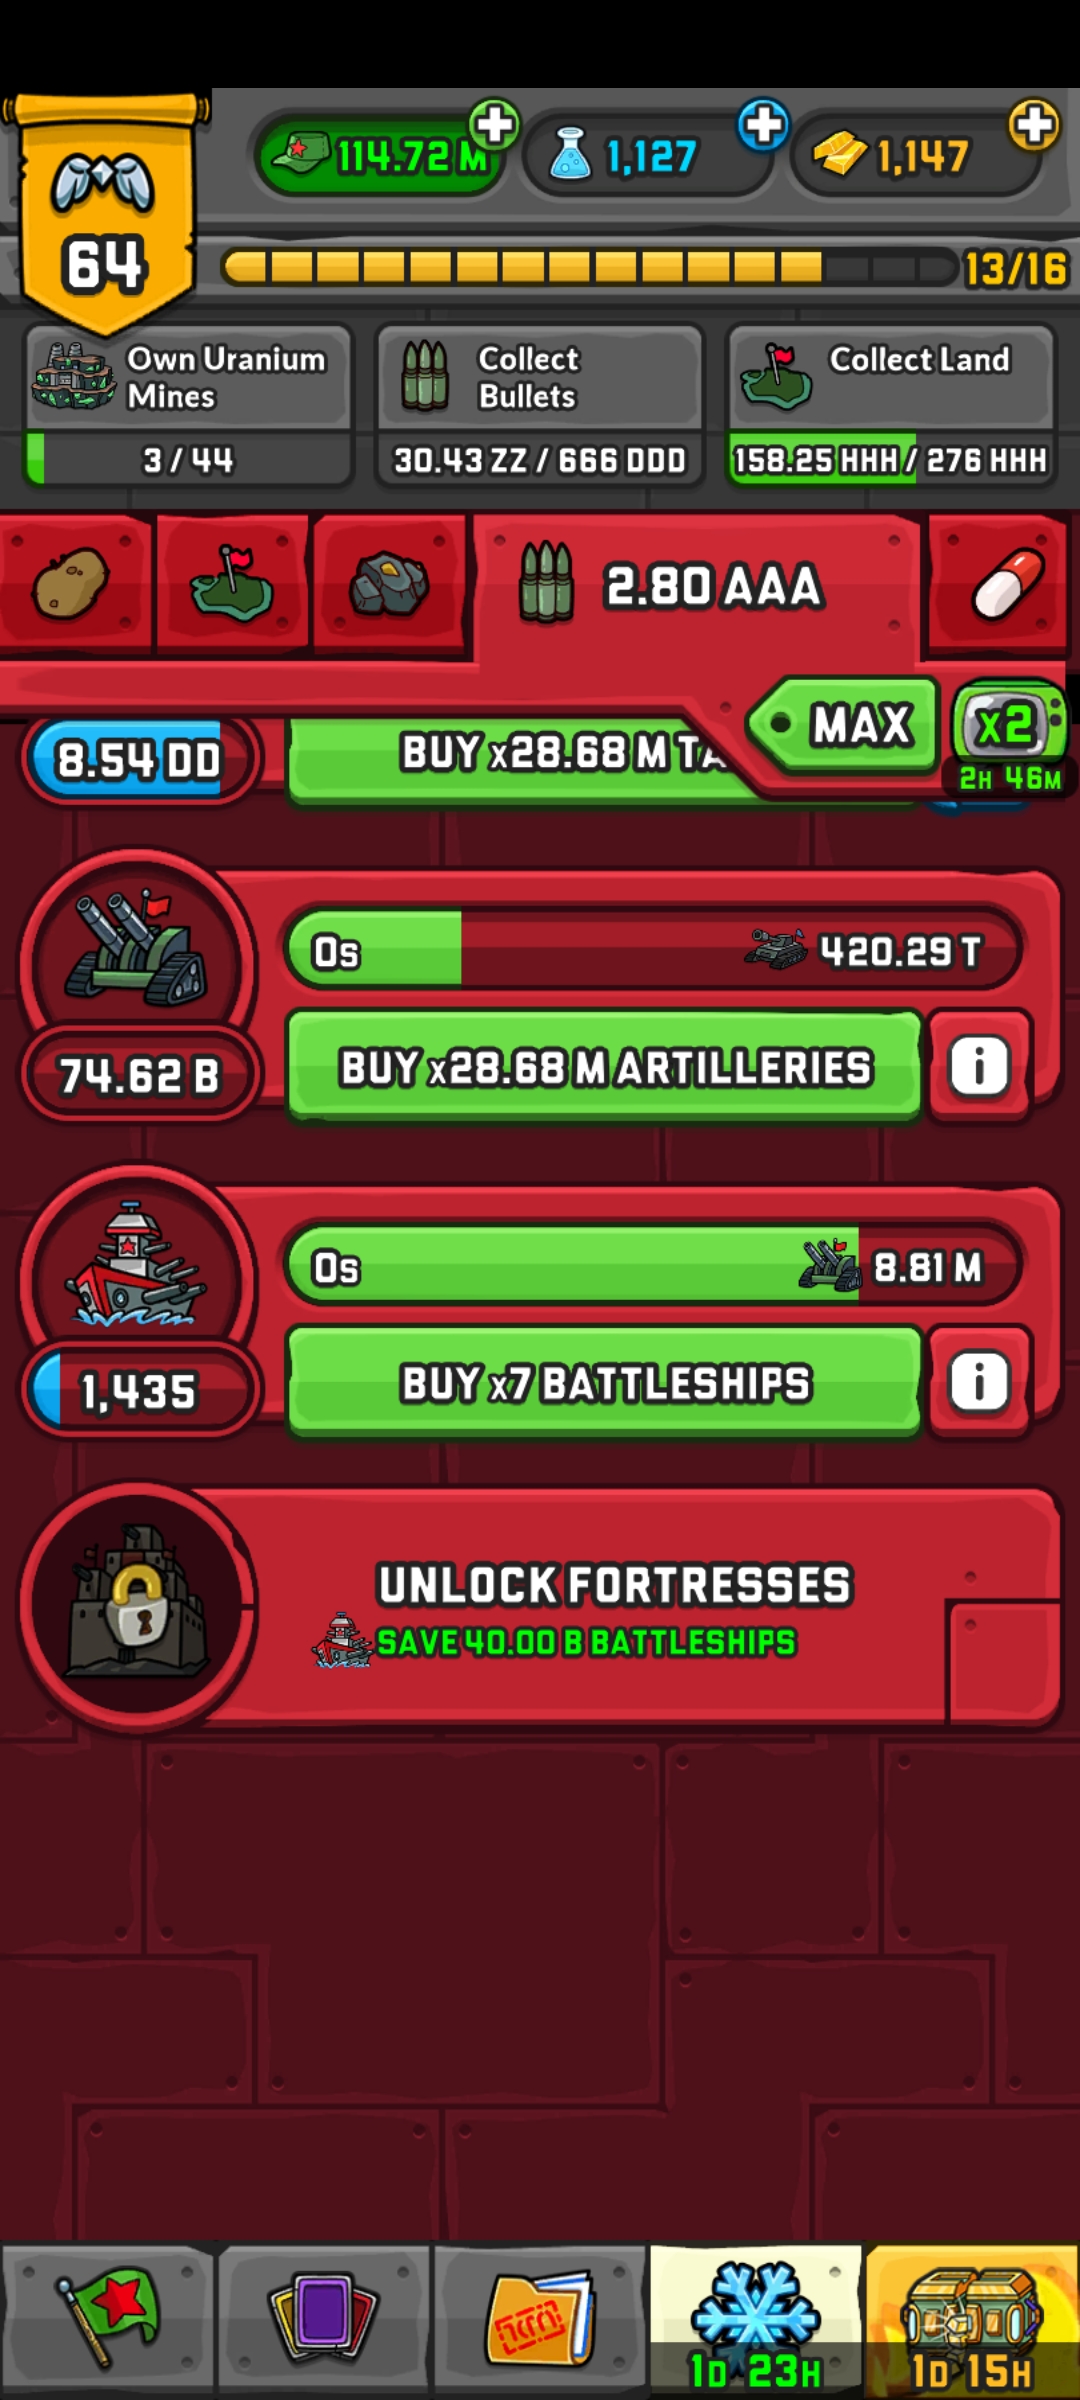 64
114.72 M
1,127
1,147
13/16
Own Uranium
Mines
3 / 44
Collect
Bullets
30.43 ZZ / 666 DDD
Collect Land
158.25 HHH / 276 HHH
2.80 AAA
MAX
x2
2H 46M
8.54 DD
BUY x28.68 M TA
0s
420.29 T
74.62 B
BUY x28.68 M ARTILLERIES
i
0s
8.81 M
1,435
BUY x7 BATTLESHIPS
i
UNLOCK FORTRESSES
SAVE 40.00 B BATTLESHIPS
1D 23H
1D 15H